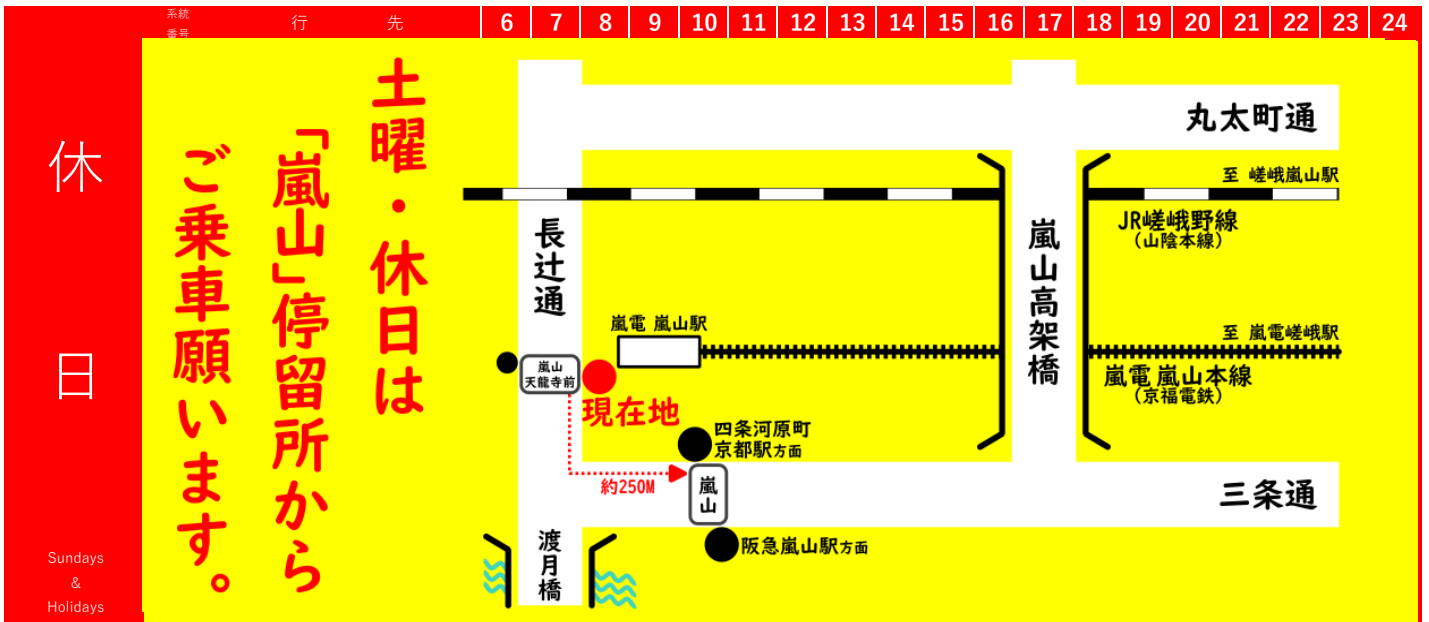 系統
番号
行先
6 7 8 9 10 11 12 13 14 15 16 17 18 19 20 21 22 23 24
休日
Sundays
&
Holidays
土曜・休日は
「嵐山」停留所から
ご乗車願います。
丸太町通
至 嵯峨嵐山駅
JR嵯峨野線
(山陰本線)
長辻通
嵐山高架橋
嵐電 嵐山駅
至 嵐電嵯峨駅
嵐山
天龍寺前
嵐電 嵐山本線
(京福電鉄)
現在地
四条河原町
京都駅方面
約250M
嵐山
三条通
渡月橋
阪急嵐山駅方面